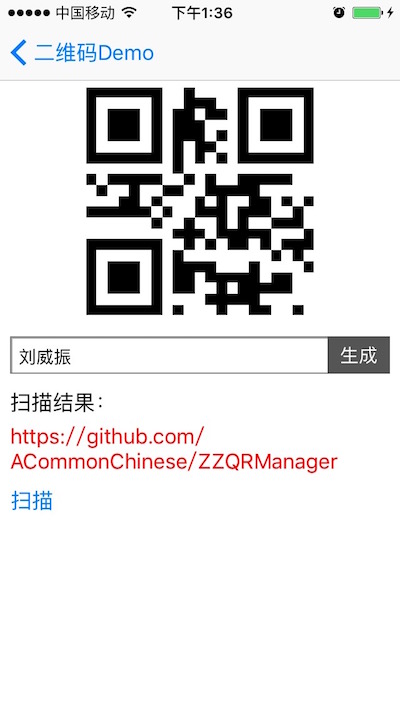 中国移动 下午1:36
二维码Demo
刘威振 生成
扫描结果：
https://github.com/
ACommonChinese/ZZQRManager
扫描